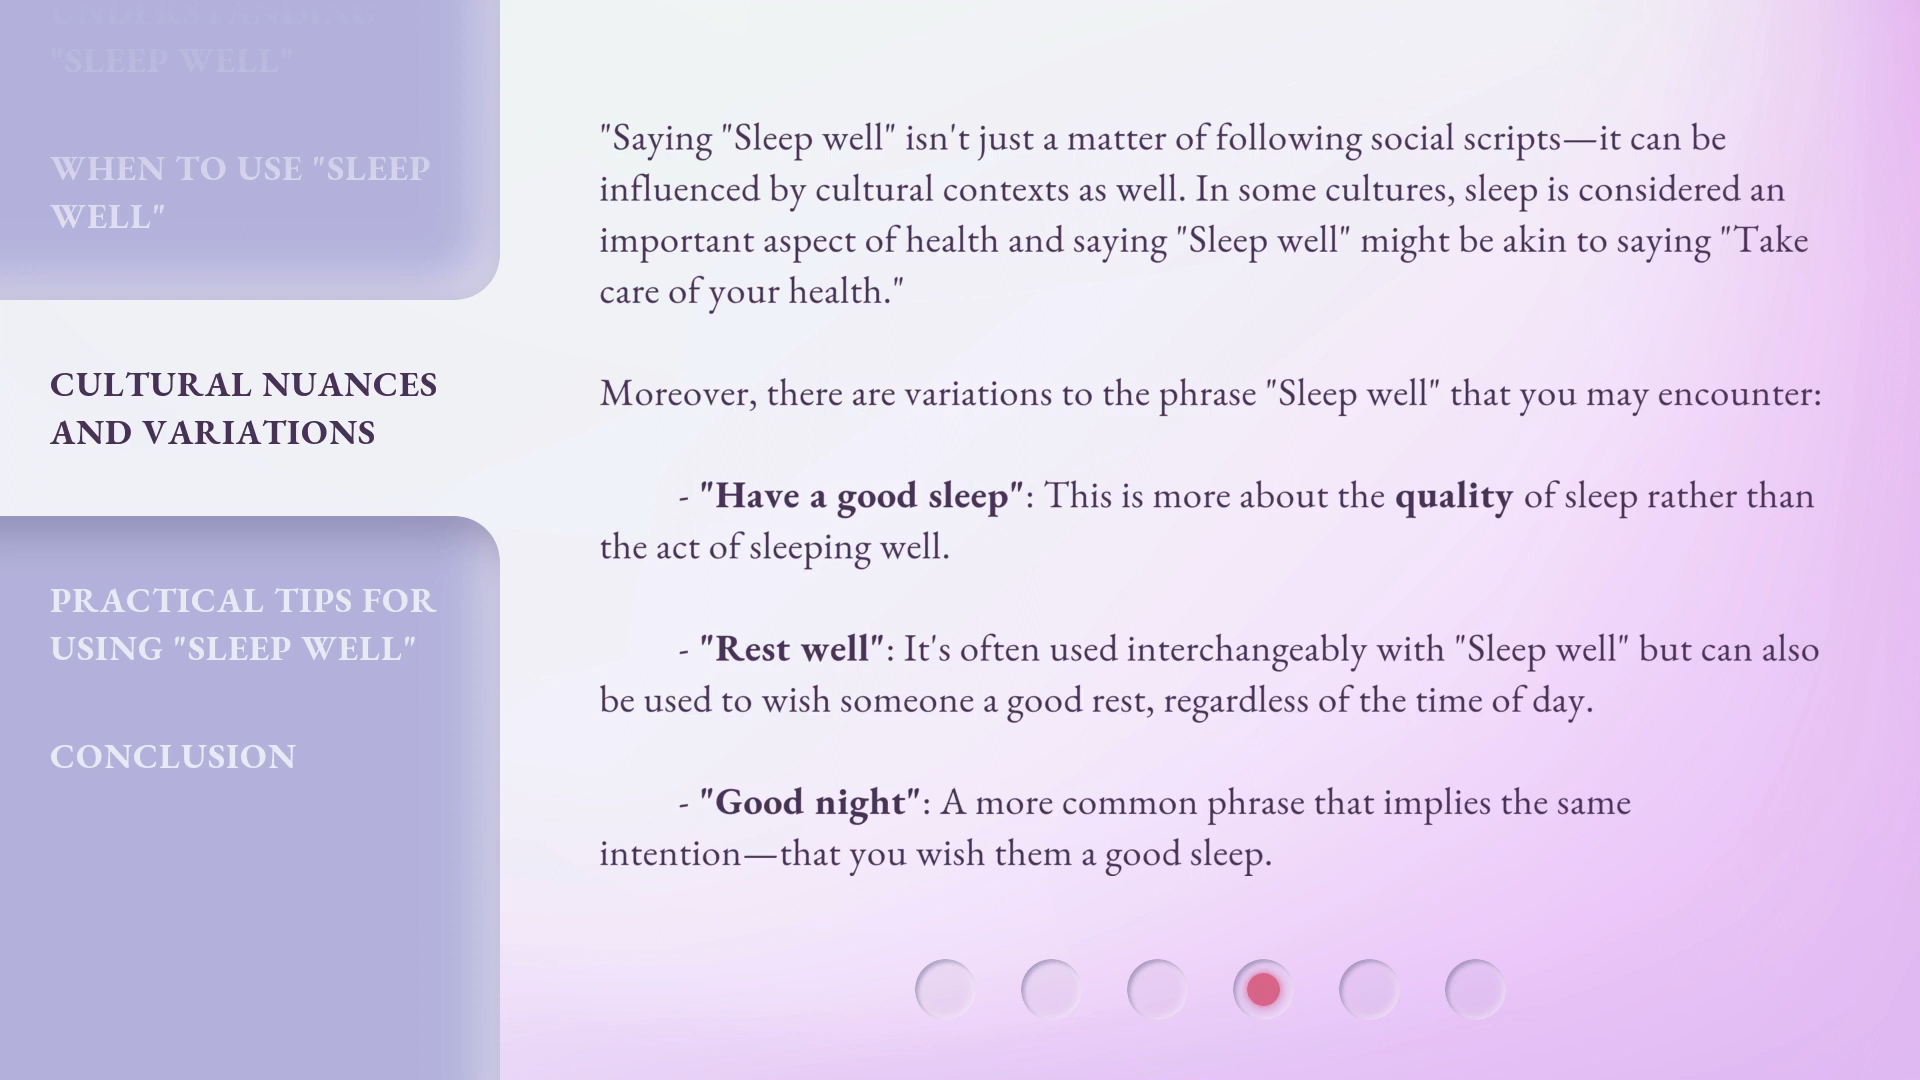 UNDERSTANDING
"SLEEP WELL"
WHEN TO USE "SLEEP
WELL"
CULTURAL NUANCES
AND VARIATIONS
PRACTICAL TIPS FOR
USING "SLEEP WELL"
CONCLUSION
"Saying "Sleep well" isn't just a matter of following social scripts—it can be
influenced by cultural contexts as well. In some cultures, sleep is considered an
important aspect of health and saying "Sleep well" might be akin to saying "Take
care of your health."
Moreover, there are variations to the phrase "Sleep well" that you may encounter:
- "Have a good sleep": This is more about the quality of sleep rather than
the act of sleeping well.
- "Rest well": It's often used interchangeably with "Sleep well" but can also
be used to wish someone a good rest, regardless of the time of day.
- "Good night": A more common phrase that implies the same
intention—that you wish them a good sleep.